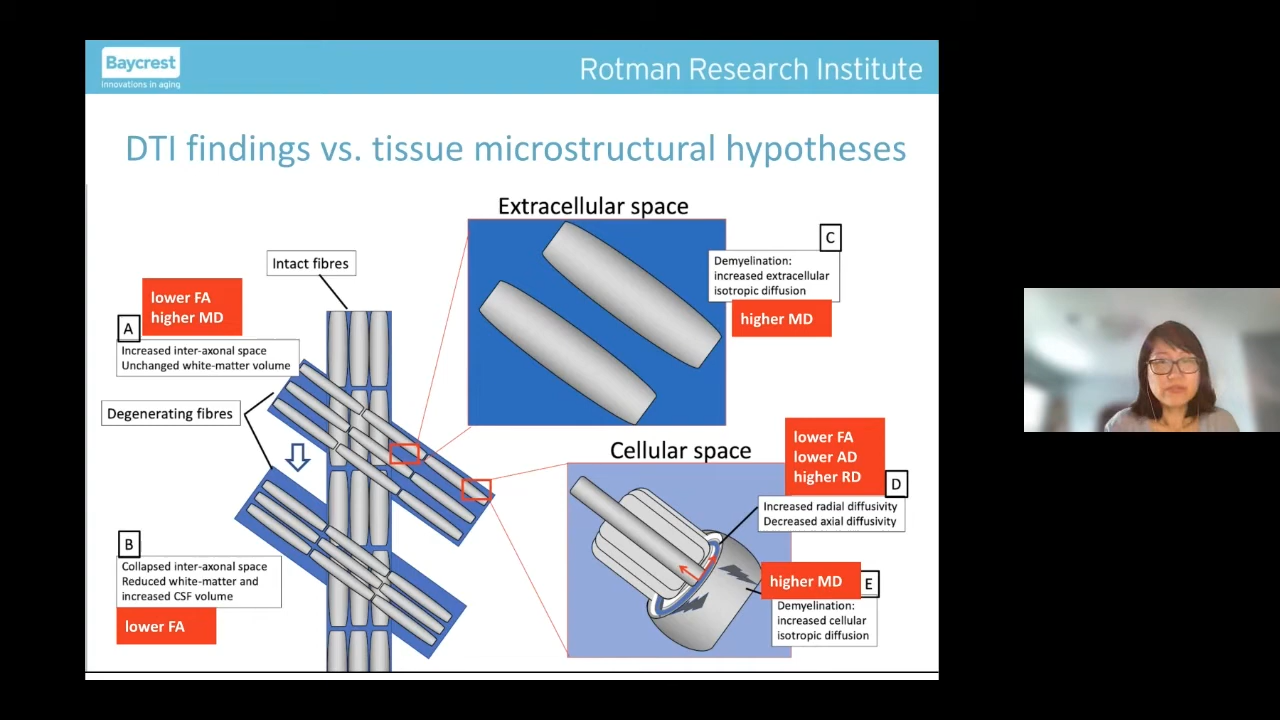 Baycrest
Innovations in aging
Rotman Research Institute
DTI findings vs. tissue microstructural hypotheses
Extracellular space
Intact fibres
C
Demyelination:
increased extracellular
isotropic diffusion
higher MD
lower FA
higher MD
A
Increased inter-axonal space
Unchanged white-matter volume
Degenerating fibres
Cellular space
lower FA
lower AD
higher RD
D
Increased radial diffusivity
Decreased axial diffusivity
B
Collapsed inter-axonal space
Reduced white-matter and
increased CSF volume
lower FA
higher MD
E
Demyelination:
increased cellular
isotropic diffusion